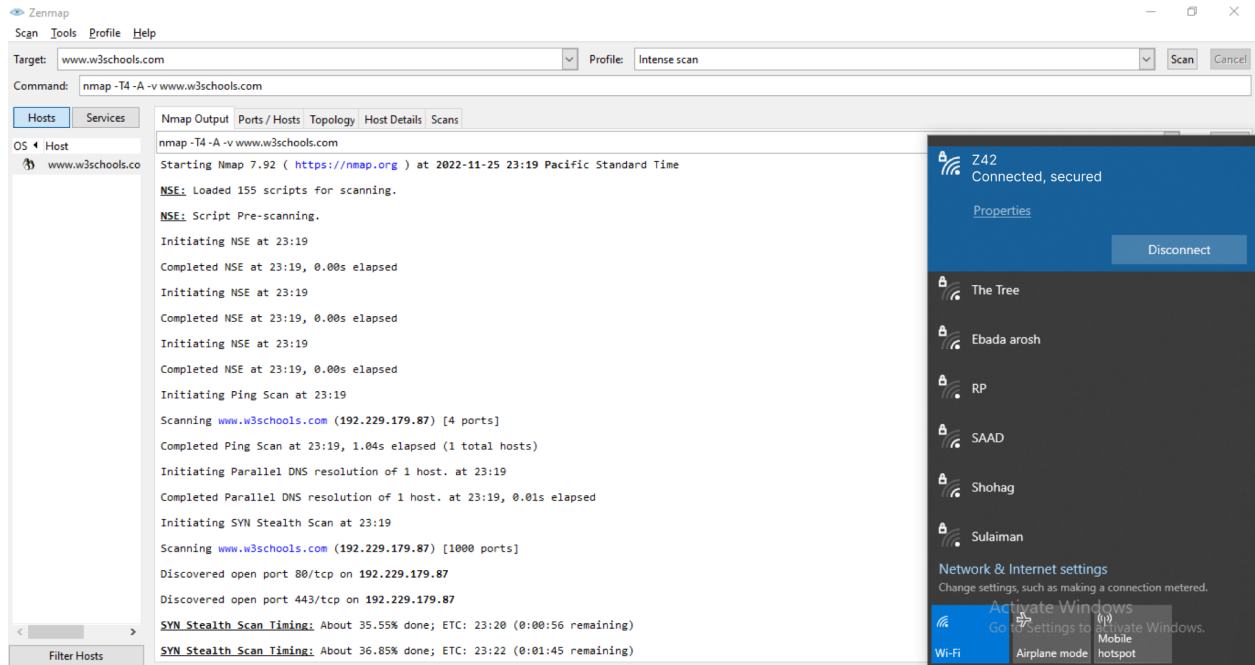 Zenmap
Scan Tools Profile Help
Target: www.w3schools.com Profile: Intense scan Scan Cancel
Command: nmap -T4 -A -v www.w3schools.com
Hosts Services Nmap Output Ports / Hosts Topology Host Details Scans
OS Host
www.w3schools.co
nmap -T4 -A -v www.w3schools.com
Starting Nmap 7.92 ( https://nmap.org ) at 2022-11-25 23:19 Pacific Standard Time
NSE: Loaded 155 scripts for scanning.
NSE: Script Pre-scanning.
Initiating NSE at 23:19
Completed NSE at 23:19, 0.00s elapsed
Initiating NSE at 23:19
Completed NSE at 23:19, 0.00s elapsed
Initiating NSE at 23:19
Completed NSE at 23:19, 0.00s elapsed
Initiating Ping Scan at 23:19
Scanning www.w3schools.com (192.229.179.87) [4 ports]
Completed Ping Scan at 23:19, 1.04s elapsed (1 total hosts)
Initiating Parallel DNS resolution of 1 host. at 23:19
Completed Parallel DNS resolution of 1 host. at 23:19, 0.01s elapsed
Initiating SYN Stealth Scan at 23:19
Scanning www.w3schools.com (192.229.179.87) [1000 ports]
Discovered open port 80/tcp on 192.229.179.87
Discovered open port 443/tcp on 192.229.179.87
SYN Stealth Scan Timing: About 35.55% done; ETC: 23:20 (0:00:56 remaining)
SYN Stealth Scan Timing: About 36.85% done; ETC: 23:22 (0:01:45 remaining)
Filter Hosts
Z42
Connected, secured
Properties
Disconnect
The Tree
Ebada arosh
RP
SAAD
Shohag
Sulaiman
Network & Internet settings
Change settings, such as making a connection metered.
Activate Windows
Go to Settings to activate Windows.
Wi-Fi
Airplane mode
Mobile
hotspot